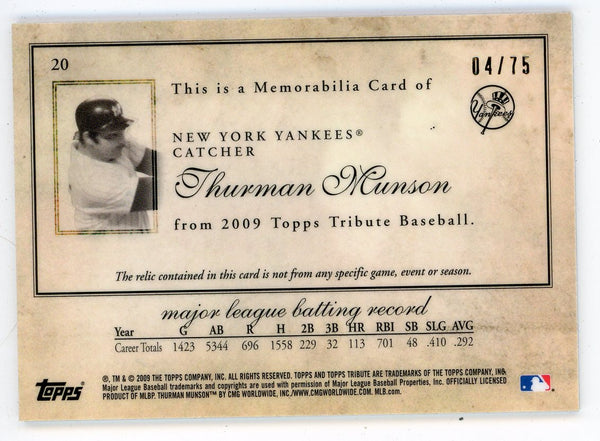 20
04/75
This is a Memorabilia Card of
Yankees
NEW YORK YANKEES®
CATCHER
Thurman Munson
from 2009 Topps Tribute Baseball.
The relic contained in this card is not from any specific game, event or season.
major league batting record
Year G AB R H 2B 3B HR RBI SB SLG AVG
Career Totals 1423 5344 696 1558 229 32 113 701 48 .410 .292
topps
®, TM & © 2009 THE TOPPS COMPANY, INC. ALL RIGHTS RESERVED. TOPPS AND TOPPS TRIBUTE ARE TRADEMARKS OF THE TOPPS COMPANY, INC.
Major League Baseball trademarks and copyrights are used with permission of Major League Baseball Properties, Inc. OFFICIALLY LICENSED
PRODUCT OF MLBP. THURMAN MUNSON™ BY CMG WORLDWIDE, INC./WWW.CMGWORLDWIDE.COM. MLB.com.